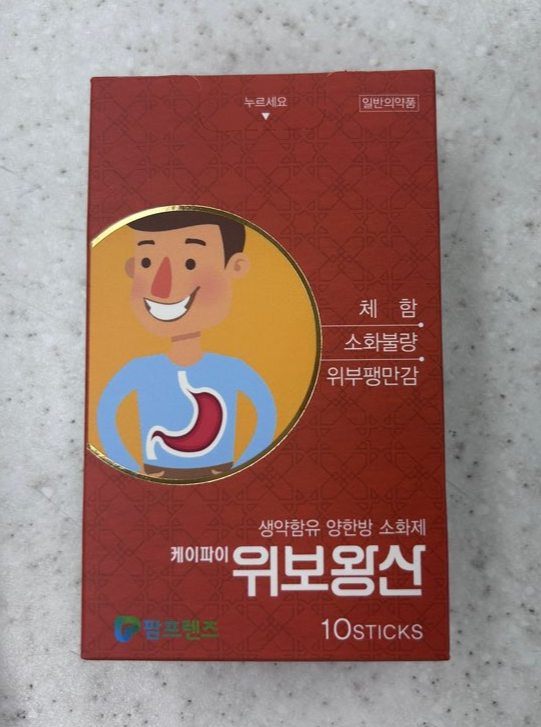 누르세요
일반의약품
체 함
소화불량
위부팽만감
생약함유 양한방 소화제
케이파이 위보왕산
팜프렌즈
10STICKS